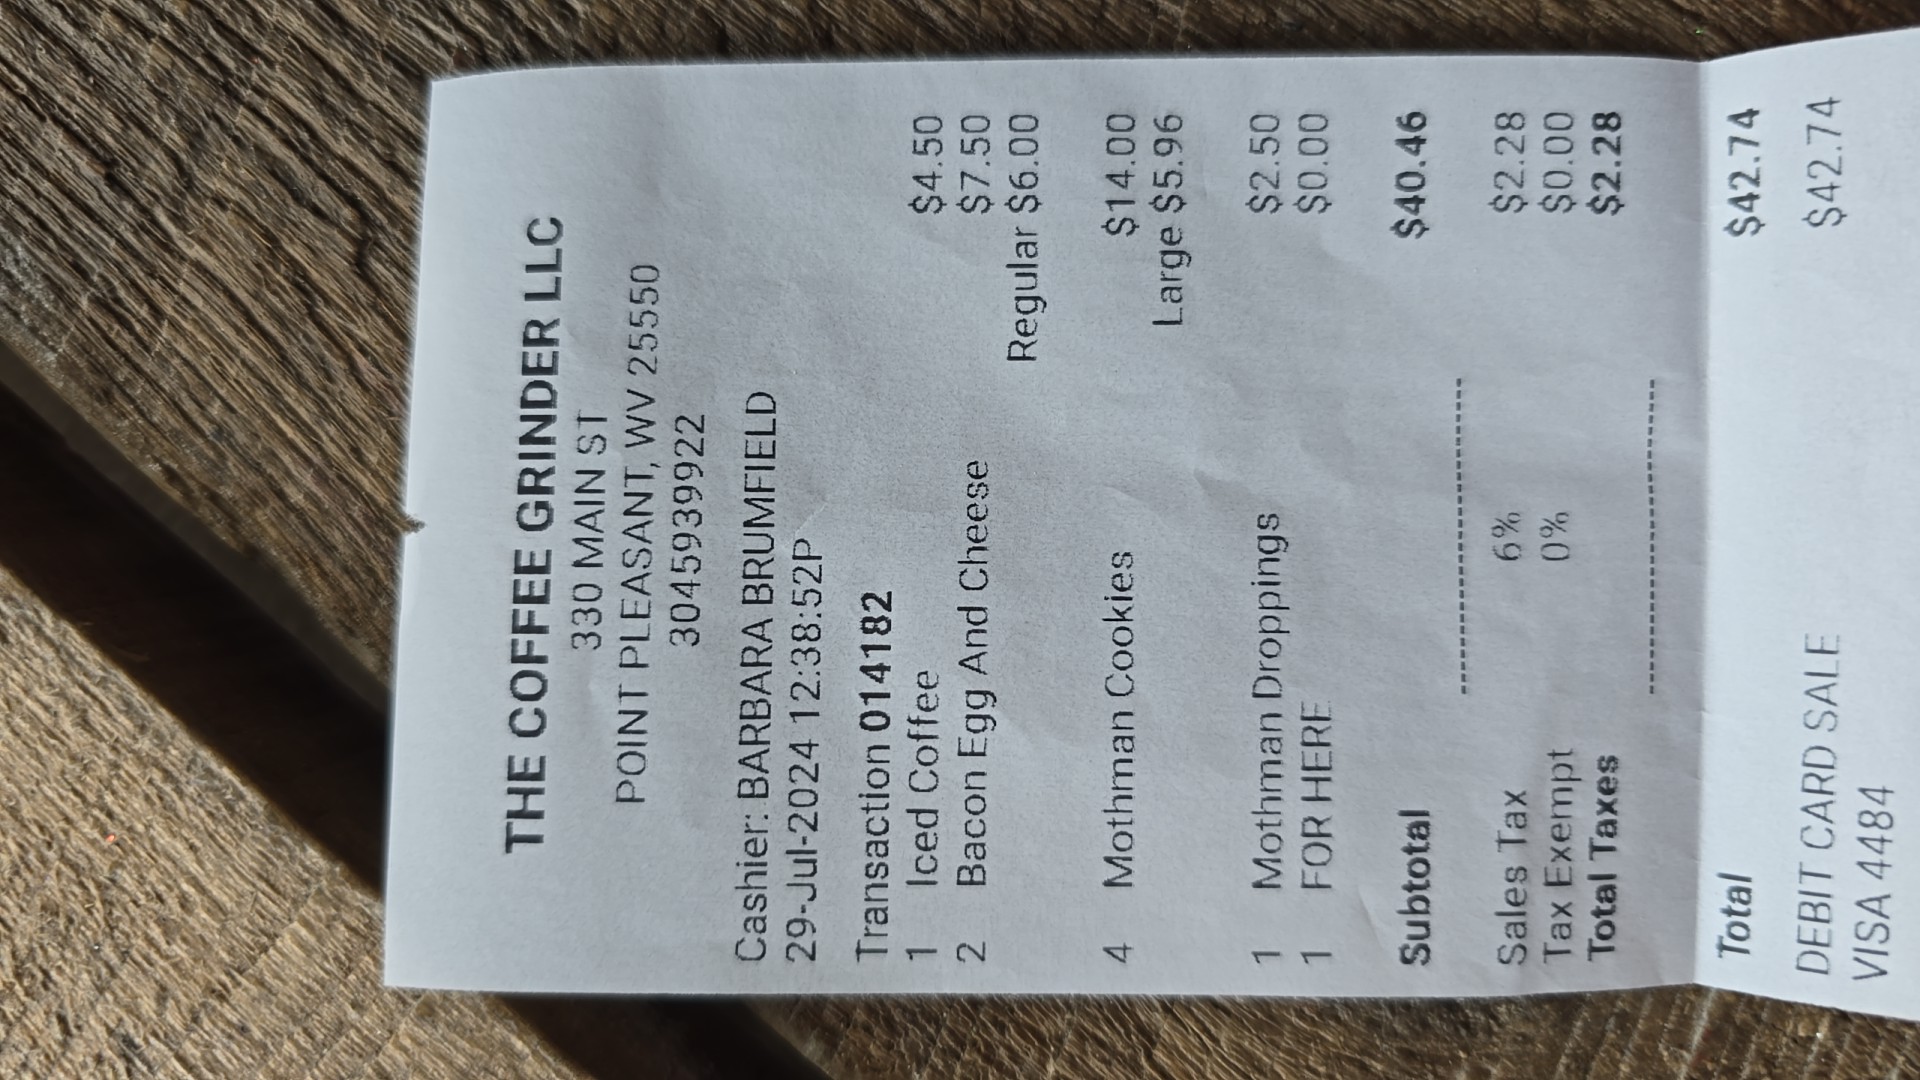 THE COFFEE GRINDER LLC
330 MAIN ST
POINT PLEASANT, WV 25550
3045939922
Cashier: BARBARA BRUMFIELD
29-Jul-2024 12:38:52P
Transaction 014182
1 Iced Coffee $4.50
2 Bacon Egg And Cheese $7.50
Regular $6.00
4 Mothman Cookies $14.00
Large $5.96
1 Mothman Droppings $2.50
1 FOR HERE $0.00
Subtotal $40.46
Sales Tax 6% $2.28
Tax Exempt 0% $0.00
Total Taxes $2.28
Total $42.74
DEBIT CARD SALE $42.74
VISA 4484